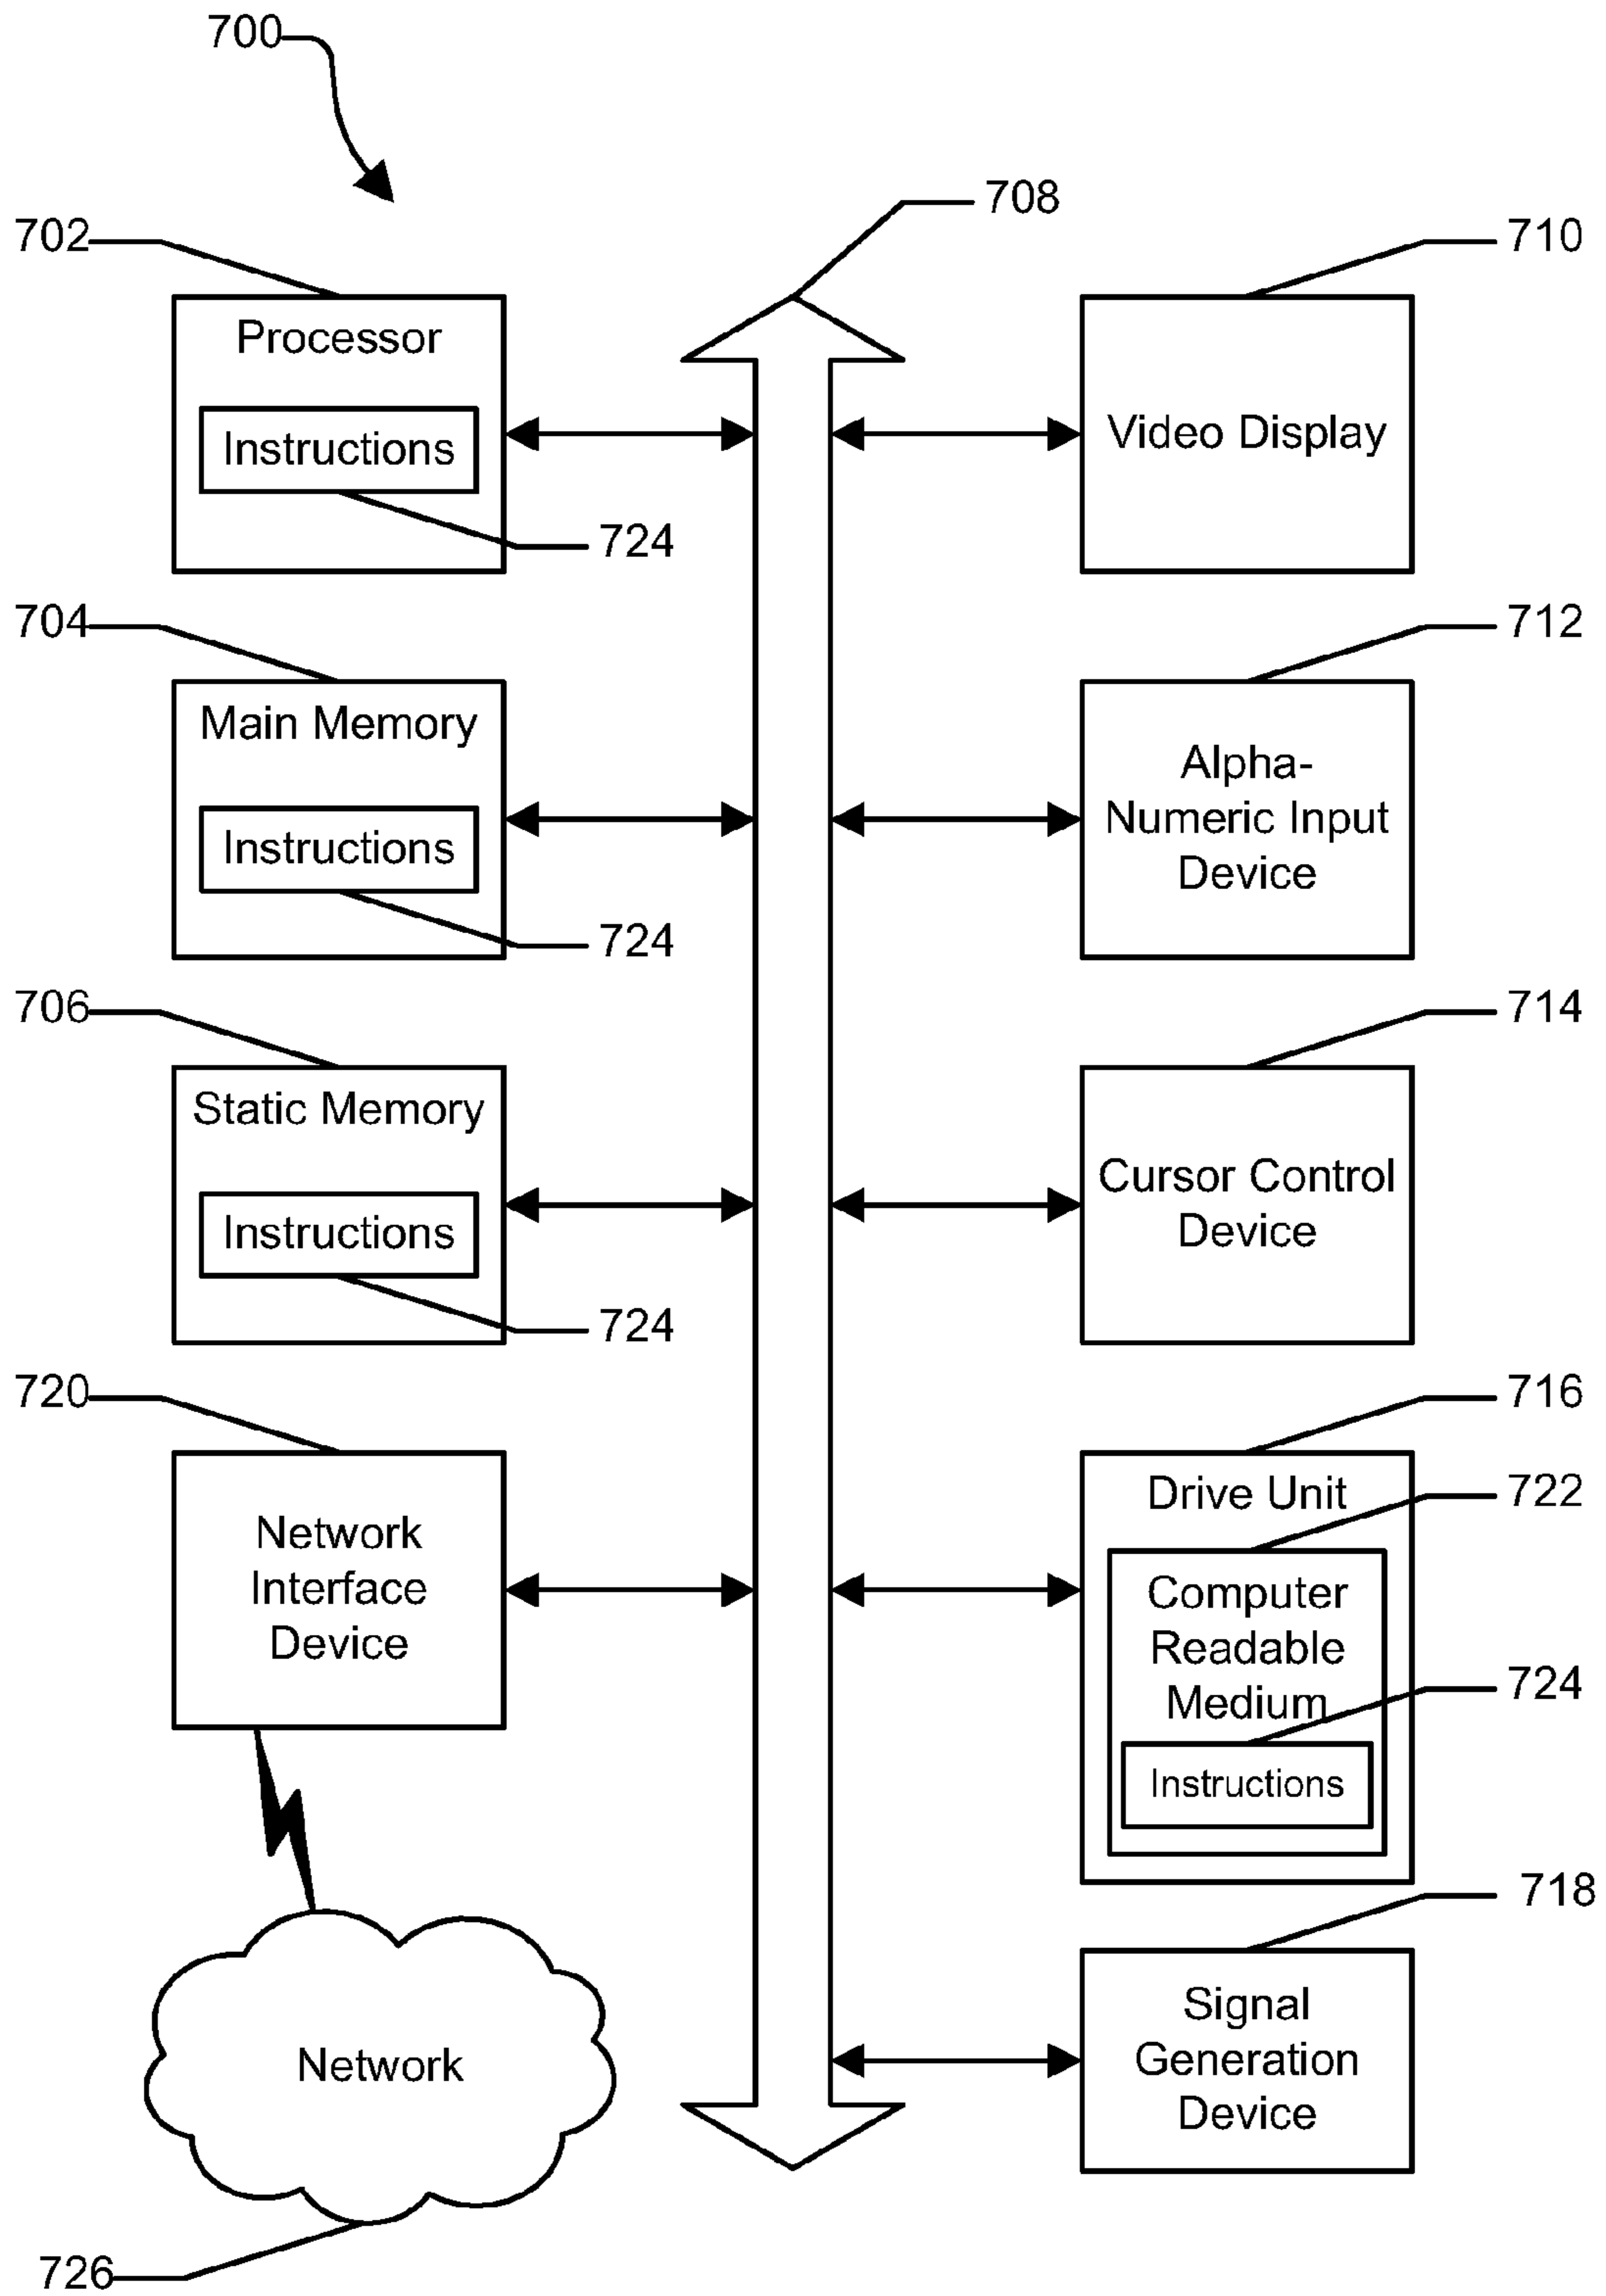 700
708
702
710
Processor
Instructions
724
Video Display
704
712
Main Memory
Instructions
724
Alpha-
Numeric Input
Device
706
714
Static Memory
Instructions
724
Cursor Control
Device
720
716
Network
Interface
Device
Drive Unit
722
Computer
Readable
Medium
724
Instructions
718
Signal
Generation
Device
Network
726